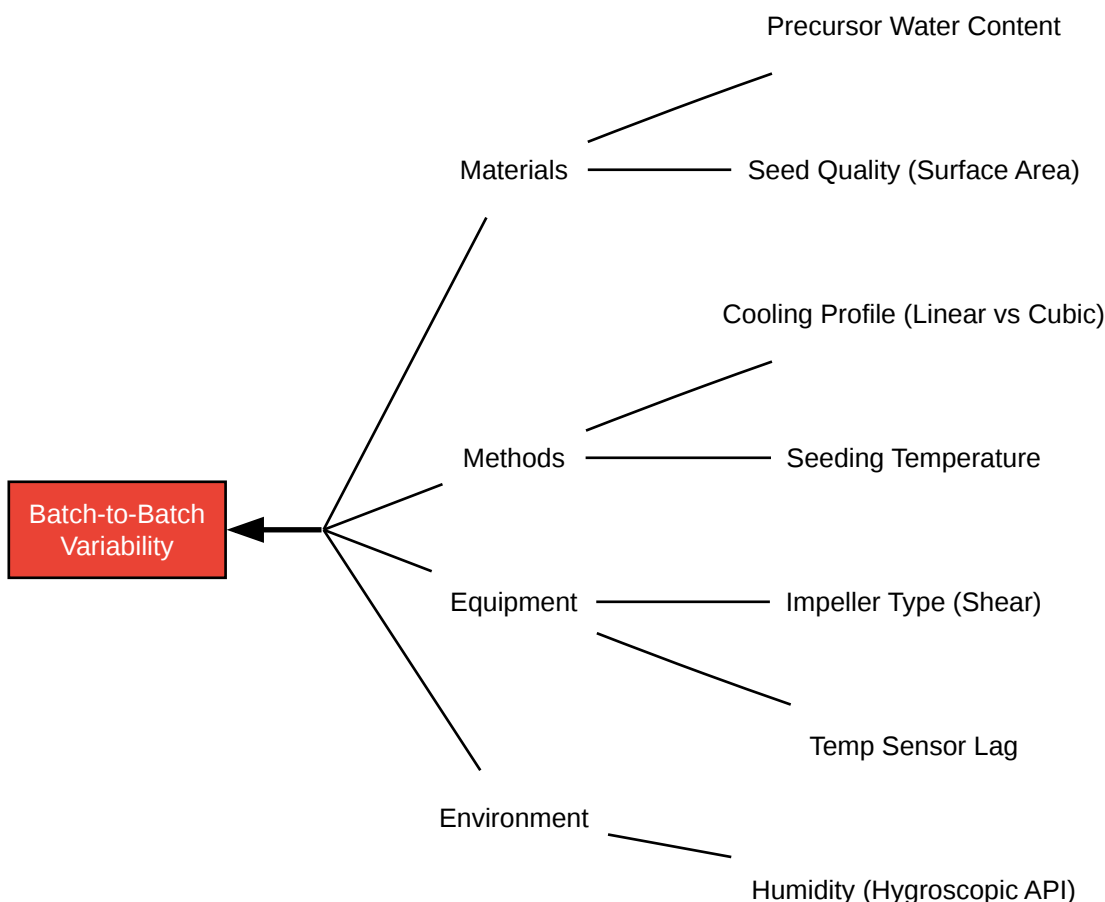 Precursor Water Content
Materials
Seed Quality (Surface Area)
Cooling Profile (Linear vs Cubic)
Methods
Seeding Temperature
Batch-to-Batch
Variability
Equipment
Impeller Type (Shear)
Temp Sensor Lag
Environment
Humidity (Hygroscopic API)